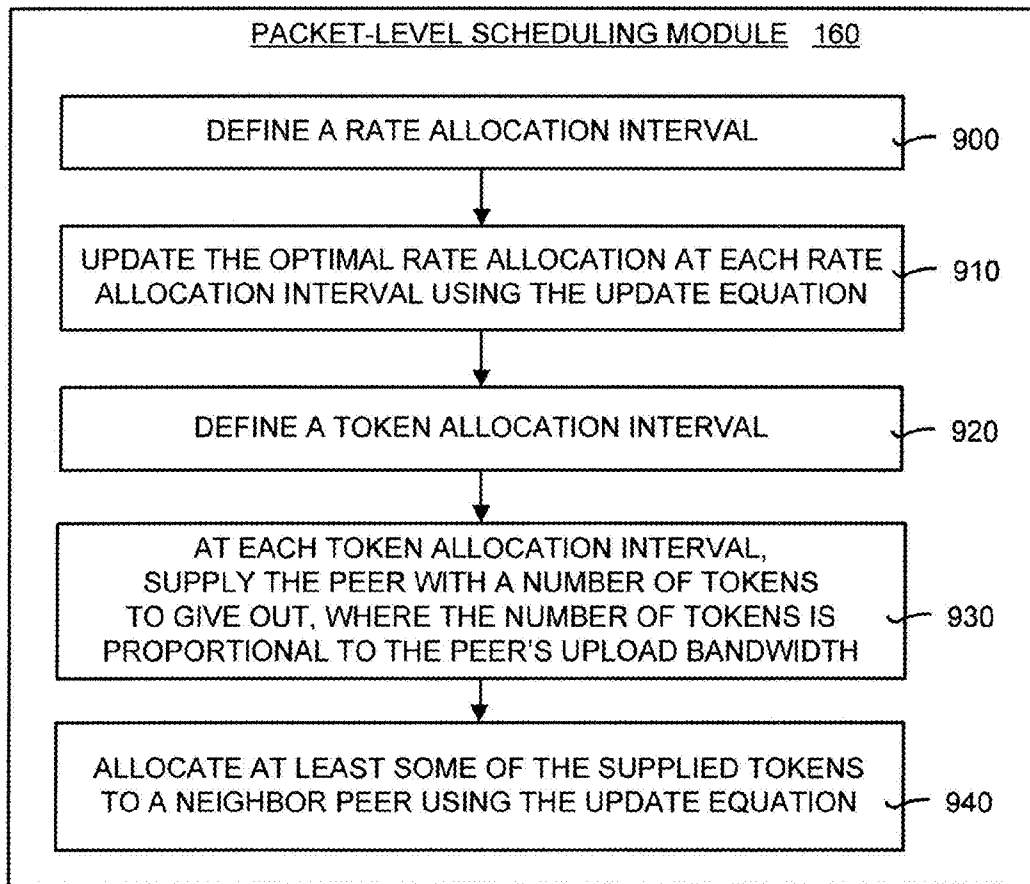 PACKET-LEVEL SCHEDULING MODULE 160
DEFINE A RATE ALLOCATION INTERVAL
900
UPDATE THE OPTIMAL RATE ALLOCATION AT EACH RATE
ALLOCATION INTERVAL USING THE UPDATE EQUATION
910
DEFINE A TOKEN ALLOCATION INTERVAL
920
AT EACH TOKEN ALLOCATION INTERVAL,
SUPPLY THE PEER WITH A NUMBER OF TOKENS
TO GIVE OUT, WHERE THE NUMBER OF TOKENS IS
PROPORTIONAL TO THE PEER'S UPLOAD BANDWIDTH
930
ALLOCATE AT LEAST SOME OF THE SUPPLIED TOKENS
TO A NEIGHBOR PEER USING THE UPDATE EQUATION
940